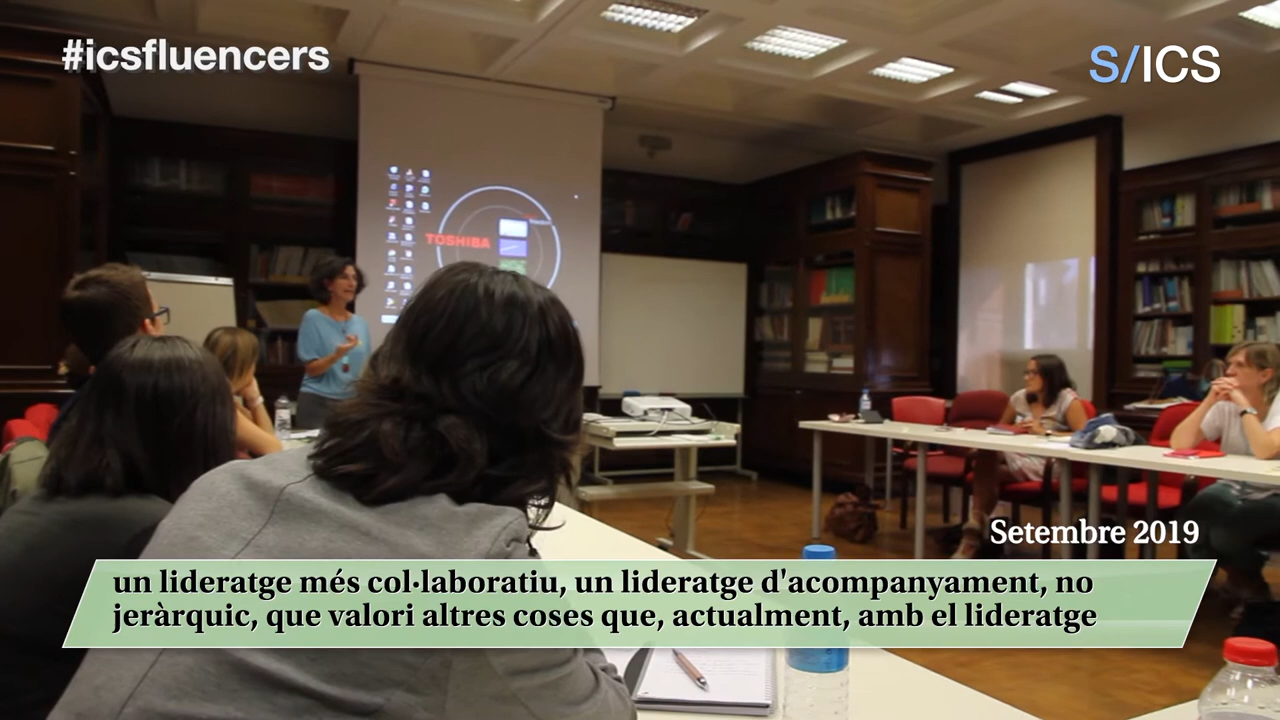 #icsfluencers
S/ICS
TOSHIBA
Setembre 2019
un lideratge més col·laboratiu, un lideratge d'acompanyament, no
jeràrquic, que valori altres coses que, actualment, amb el lideratge